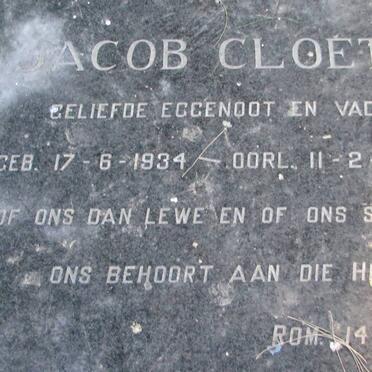 JACOB CLOET
GELIEFDE EGGENOOT EN VAD
GEB. 17-6-1934 — OORL. 11-2-
OF ONS DAN LEWE EN OF ONS S
ONS BEHOORT AAN DIE HE
ROM. 14